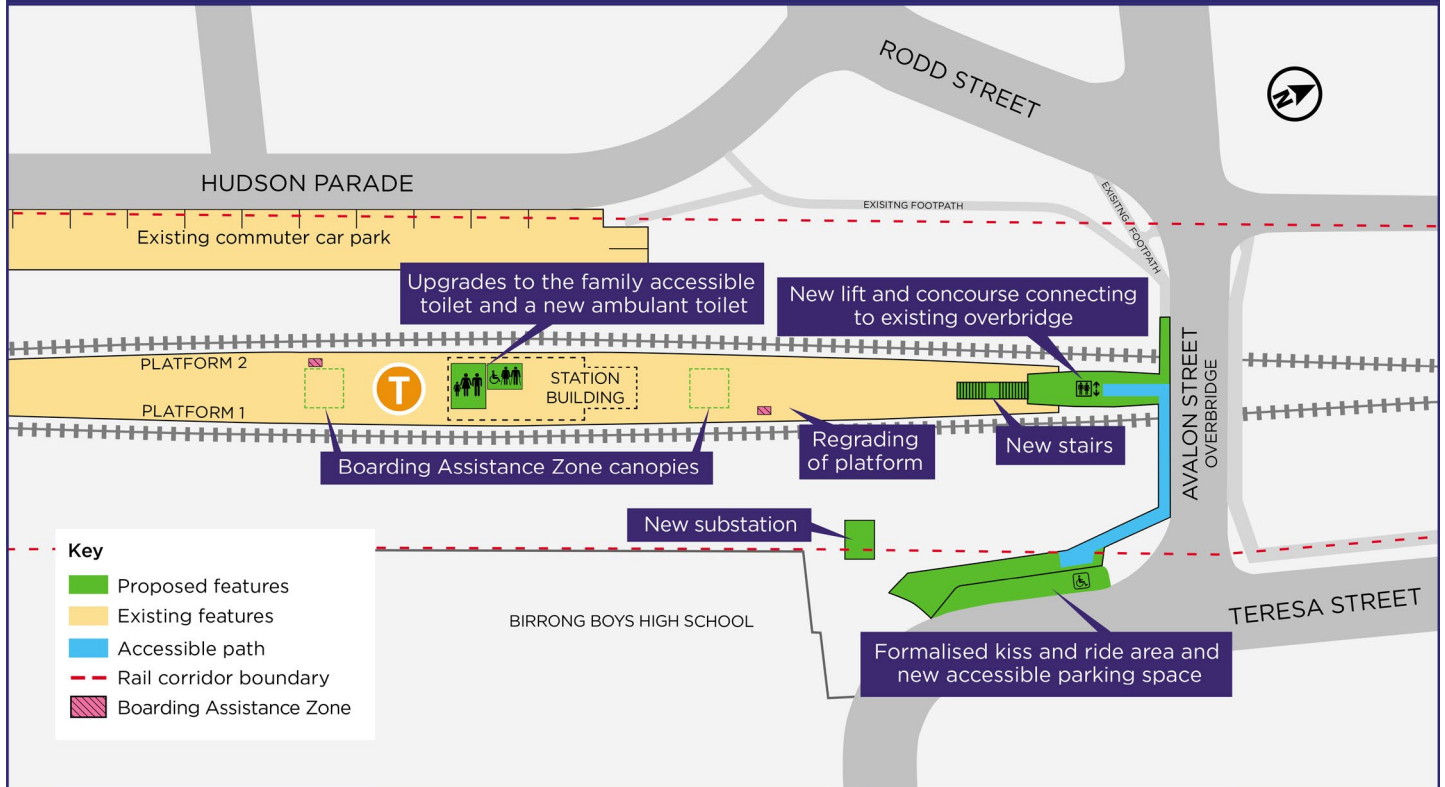 RODD STREET
N
HUDSON PARADE
EXISITNG FOOTPATH
EXISITNG FOOTPATH
Existing commuter car park
Upgrades to the family accessible
toilet and a new ambulant toilet
New lift and concourse connecting
to existing overbridge
PLATFORM 2
T
STATION
BUILDING
PLATFORM 1
AVALON STREET
OVERBRIDGE
Boarding Assistance Zone canopies
Regrading
of platform
New stairs
New substation
Key
Proposed features
Existing features
Accessible path
Rail corridor boundary
Boarding Assistance Zone
BIRRONG BOYS HIGH SCHOOL
TERESA STREET
Formalised kiss and ride area and
new accessible parking space